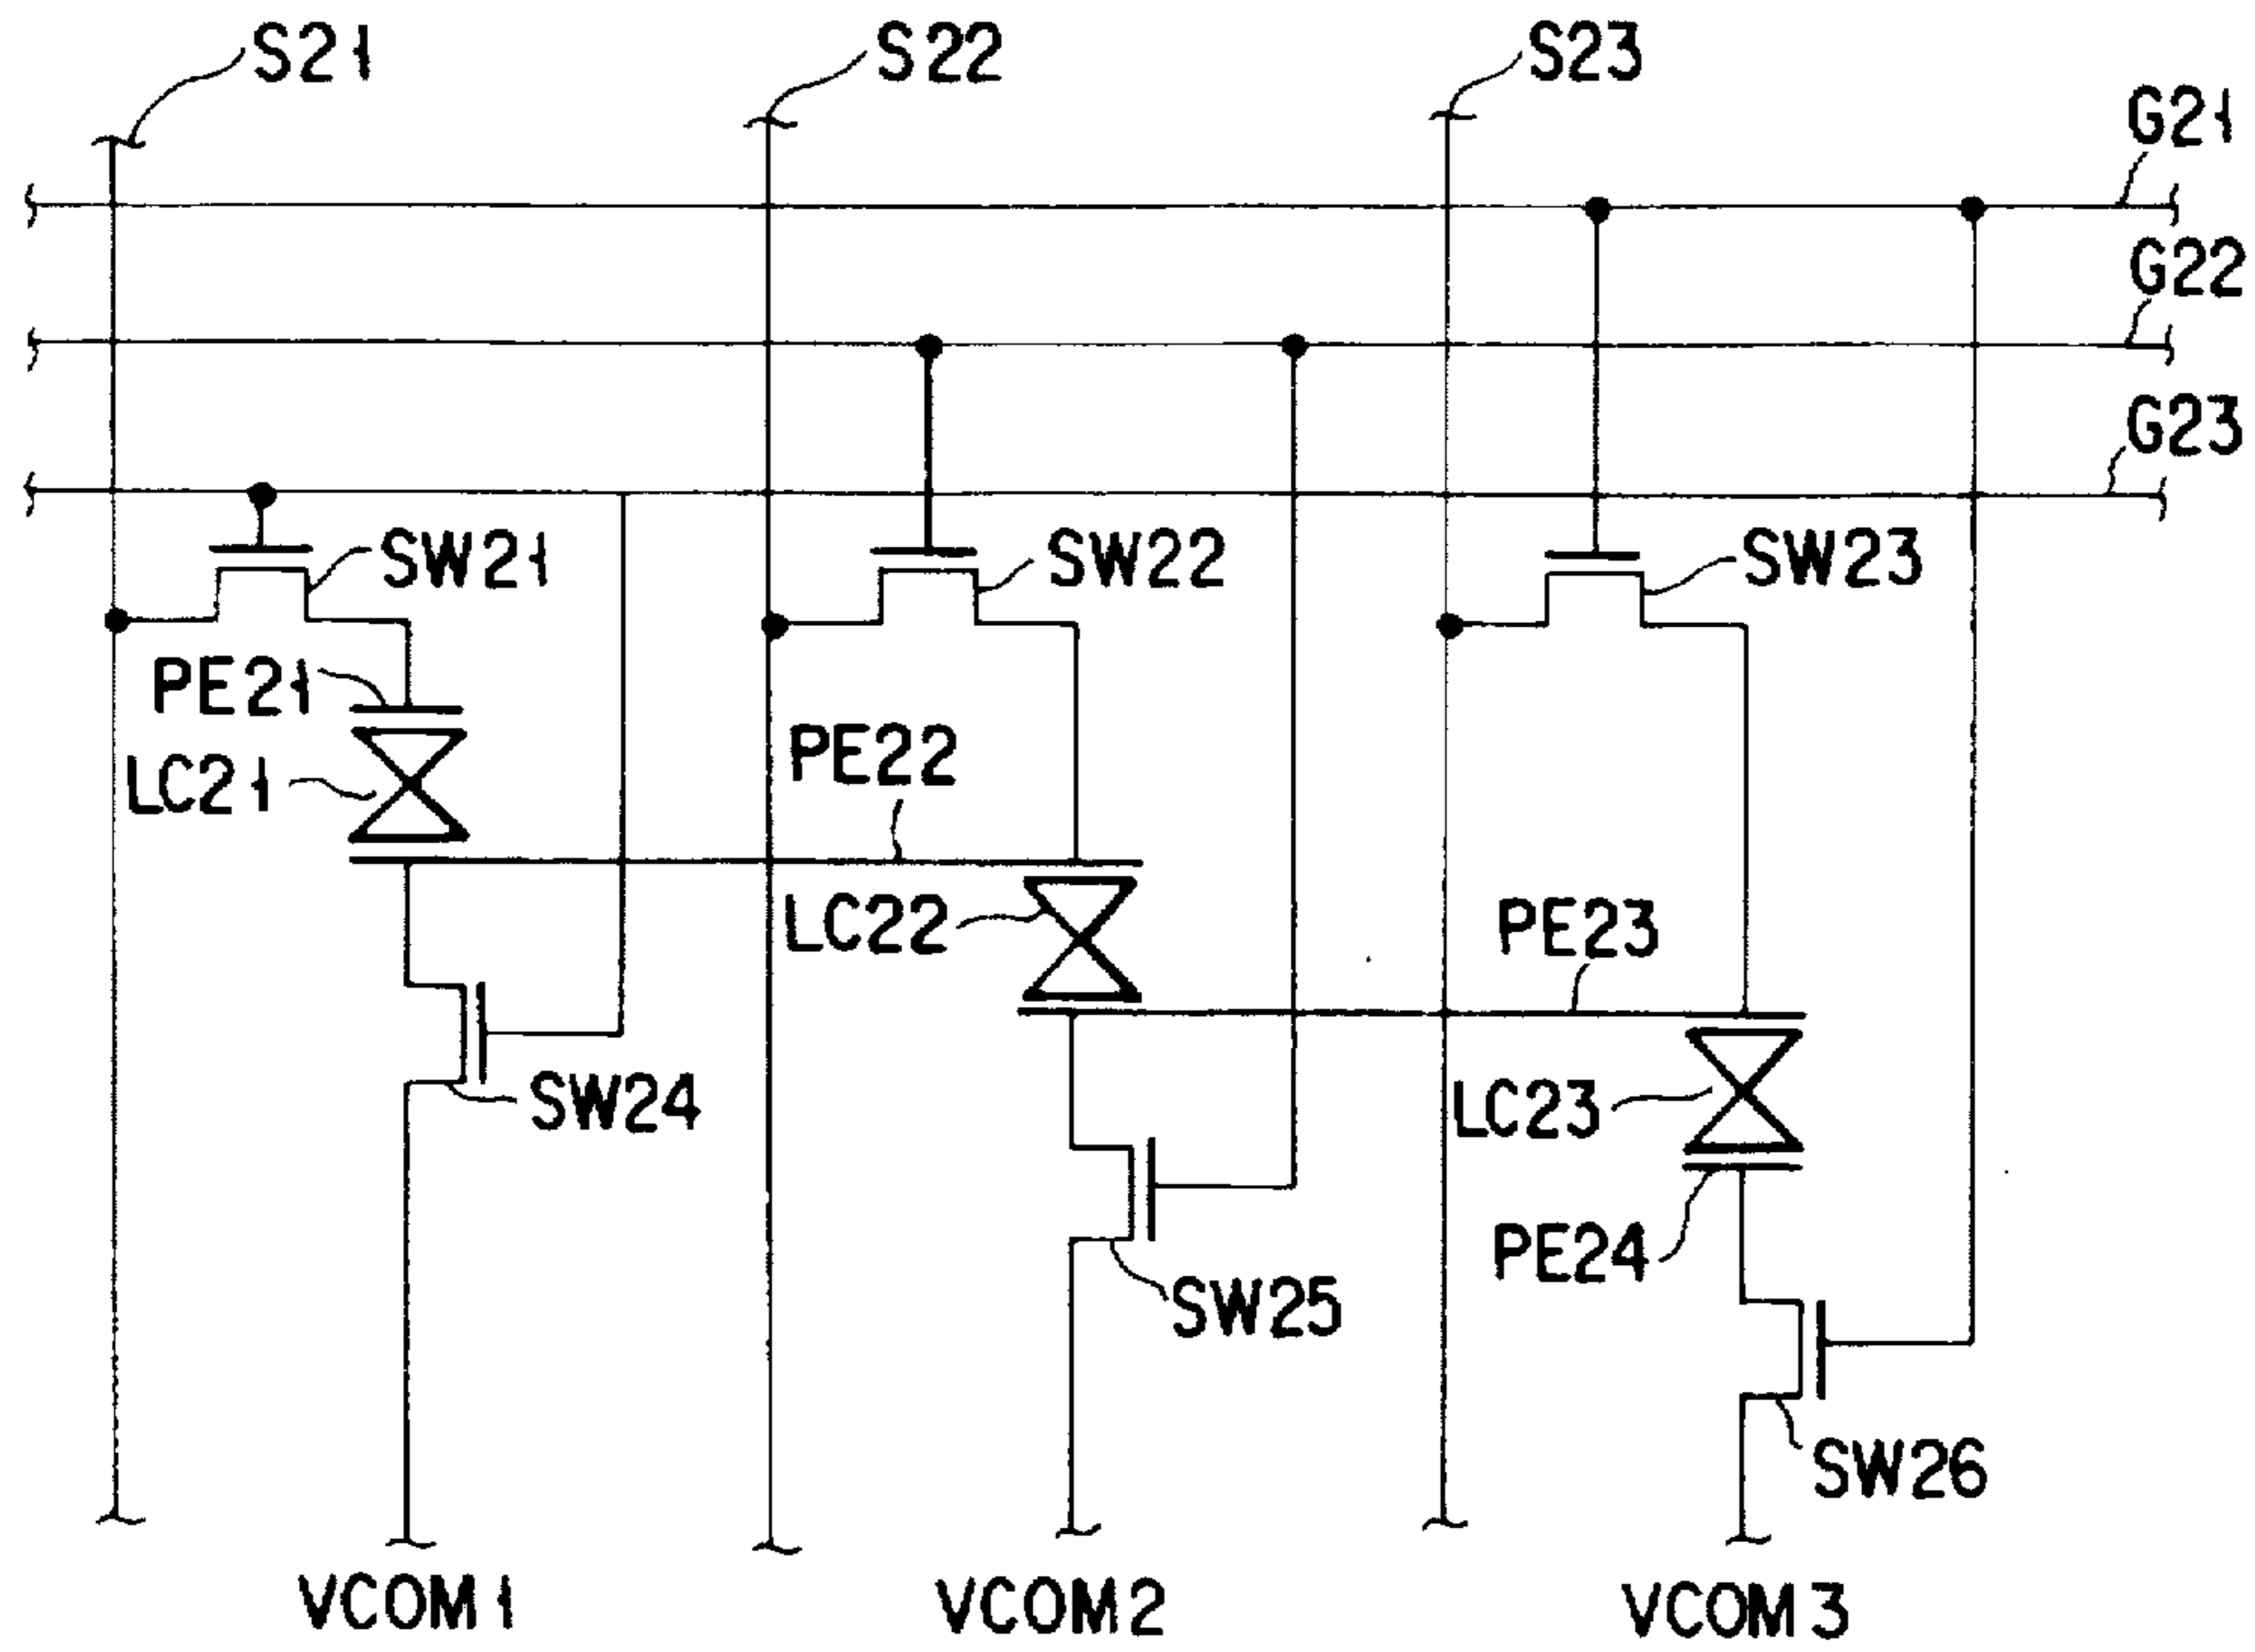 S21
S22
S23
G21
G22
G23
SW21
SW22
SW23
PE21
LC21
PE22
LC22
PE23
LC23
SW24
PE24
SW25
SW26
VCOM1
VCOM2
VCOM3